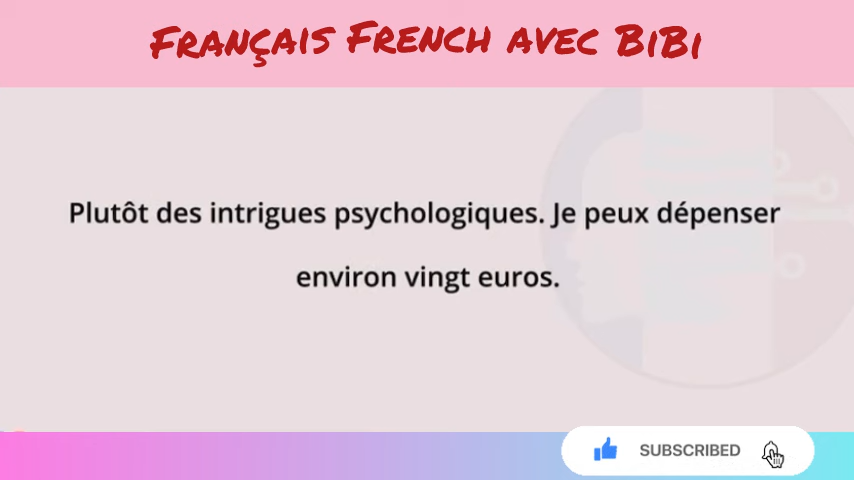 Français French avec BiBi
Plutôt des intrigues psychologiques. Je peux dépenser
environ vingt euros.
SUBSCRIBED